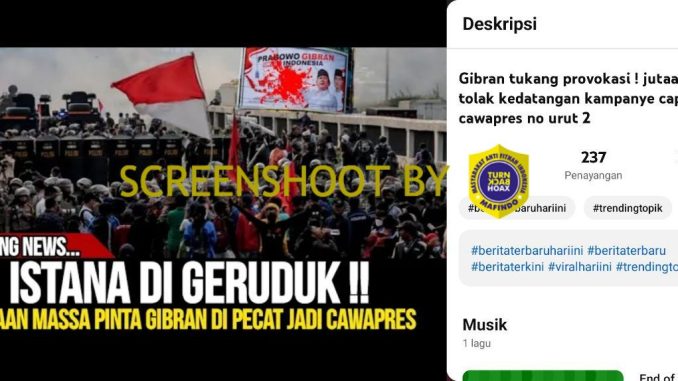 PRABOWO GIBRAN
INDONESIA
SCREENSHOOT BY
NG NEWS...
ISTANA DI GERUDUK !!
AAN MASSA PINTA GIBRAN DI PECAT JADI CAWAPRES
Deskripsi
Gibran tukang provokasi ! jutaa
tolak kedatangan kampanye cap
cawapres no urut 2
MASYARAKAT ANTI FITNAH INDONESIA
TURN
BACK
HOAX
MAFINDO
237
Penayangan
#beritaterbaruhariini #trendingtopik
#beritaterbaruhariini #beritaterbaru
#beritaterkini #viralhariini #trendingto
Musik
1 lagu
End of